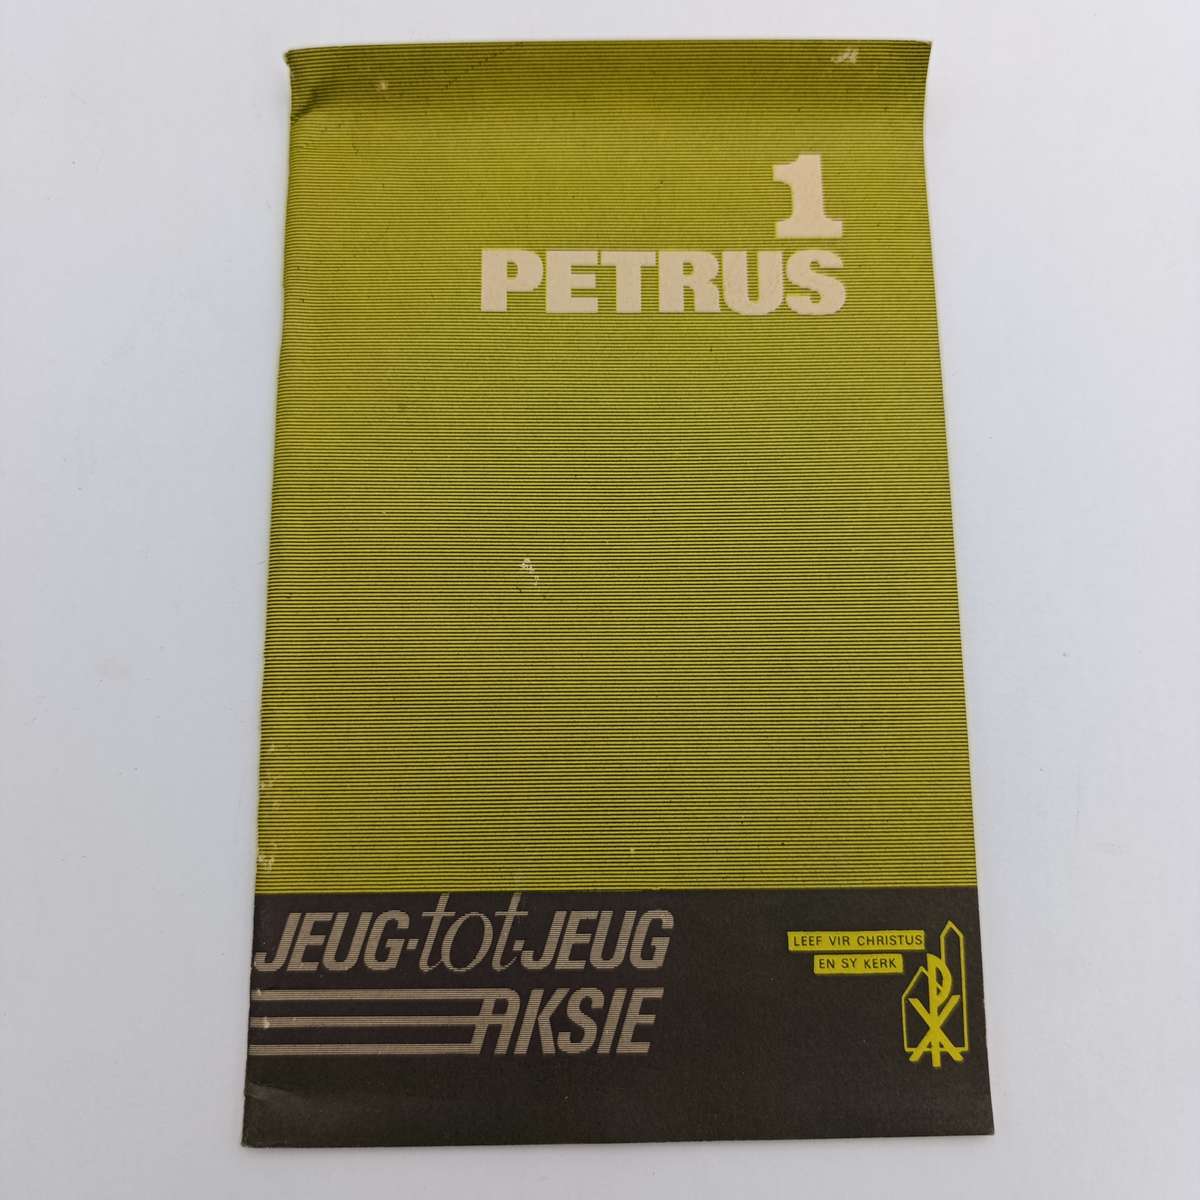 1
PETRUS
JEUG-tot-JEUG
AKSIE
LEEF VIR CHRISTUS
EN SY KERK